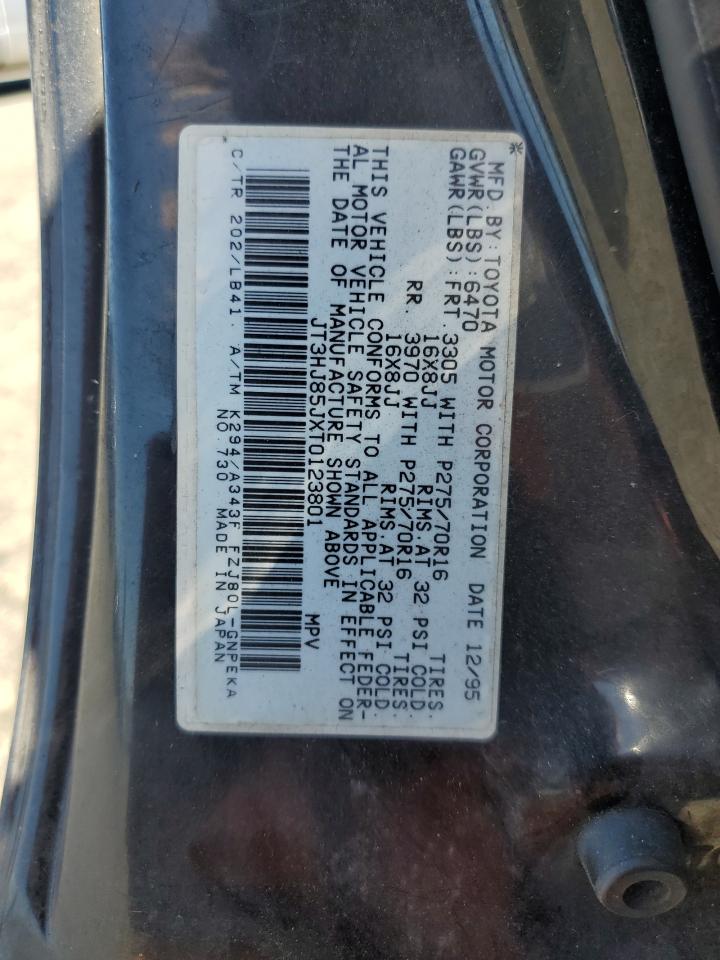 MFD BY:TOYOTA MOTOR CORPORATION DATE 12/95
GVWR(LBS):6470
GAWR(LBS):FRT.3305 WITH P275/70R16 TIRES.
16X8JJ RIMS.AT 32 PSI COLD.
RR. 3970 WITH P275/70R16 TIRES.
16X8JJ RIMS.AT 32 PSI COLD.
THIS VEHICLE CONFORMS TO ALL APPLICABLE FEDER-
AL MOTOR VEHICLE SAFETY STANDARDS IN EFFECT ON
THE DATE OF MANUFACTURE SHOWN ABOVE
JT3HJ85JXT0123801 MPV
C/TR 202/LB41. A/TM K294/A343F FZJ80L-GNPEKA
NO.730 MADE IN JAPAN